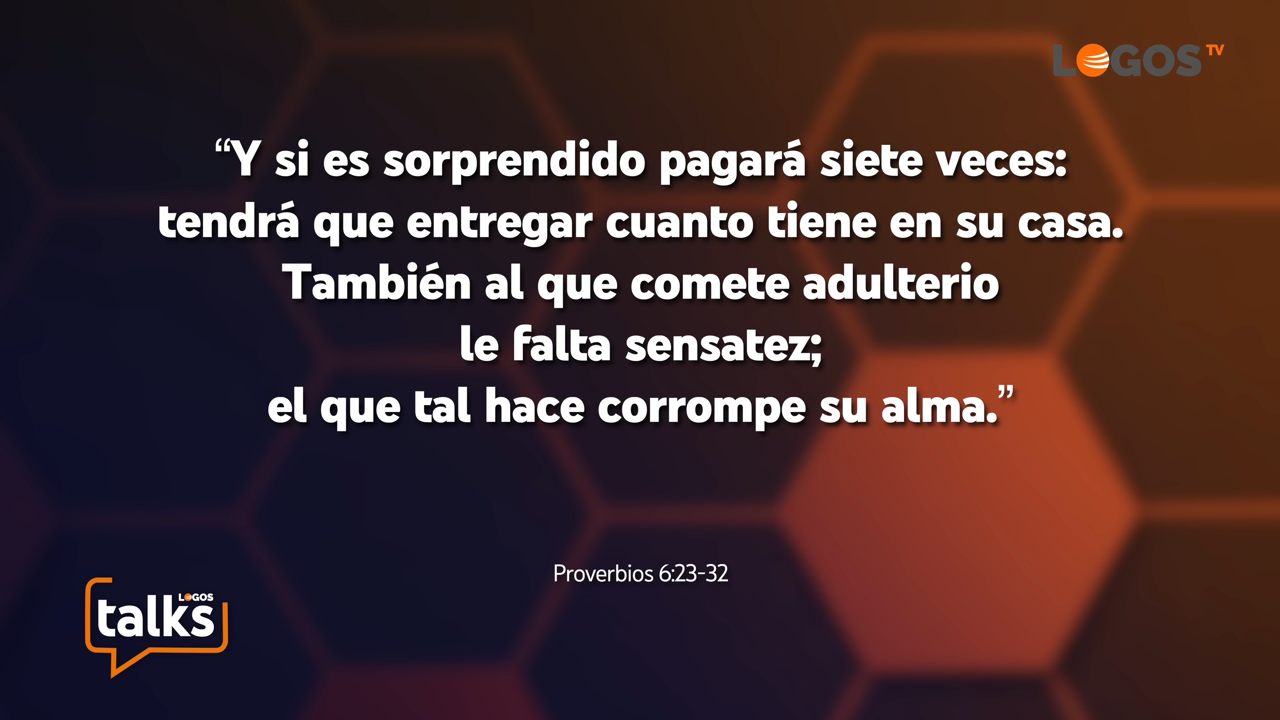 LOGOS TV
“Y si es sorprendido pagará siete veces:
tendrá que entregar cuanto tiene en su casa.
También al que comete adulterio
le falta sensatez;
el que tal hace corrompe su alma.”
Proverbios 6:23-32
LOGOS
talks